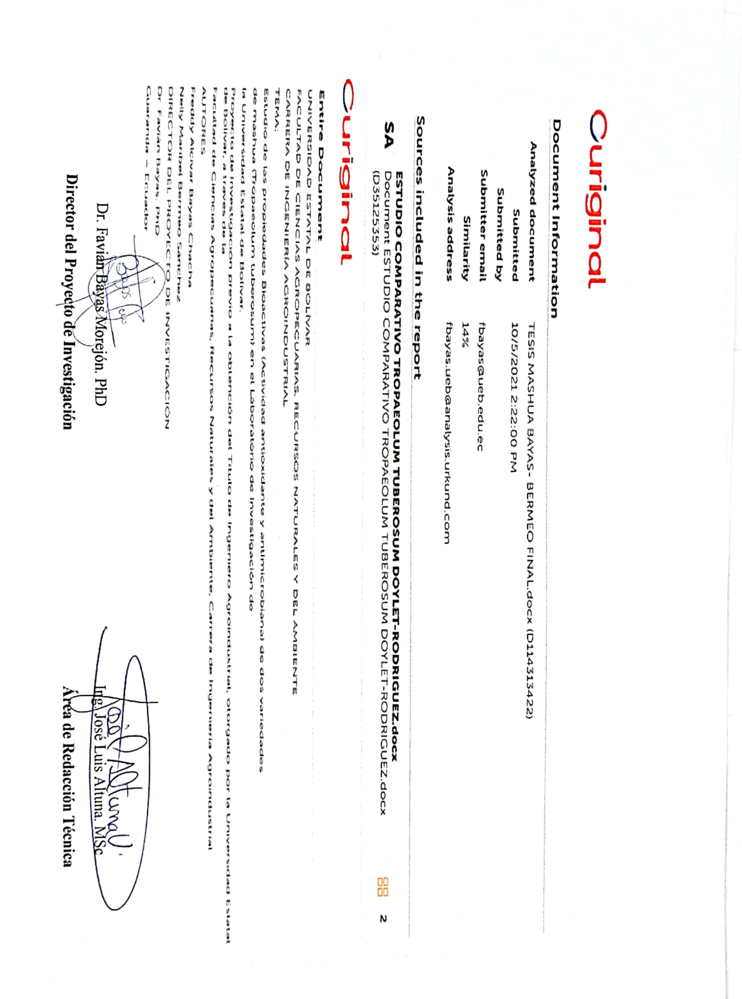 Curiginal
Document Information
Analyzed document TESIS MASHUA BAYAS- BERMEO FINAL.docx (D114313422)
Submitted 10/5/2021 2:22:00 PM
Submitted by
Submitter email fbayas@ueb.edu.ec
Similarity 14%
Analysis address fbayas.ueb@analysis.urkund.com
Sources included in the report
SA ESTUDIO COMPARATIVO TROPAEOLUM TUBEROSUM DOYLET-RODRIGUEZ.docx
Document ESTUDIO COMPARATIVO TROPAEOLUM TUBEROSUM DOYLET-RODRIGUEZ.docx 2
(D35125353)
Curiginal
Entire Document
UNIVERSIDAD ESTATAL DE BOLÍVAR
FACULTAD DE CIENCIAS AGROPECUARIAS, RECURSOS NATURALES Y DEL AMBIENTE
CARRERA DE INGENIERÍA AGROINDUSTRIAL
TEMA:
Estudio de las propiedades Bioactivas (Actividad antioxidante y antimicrobiana) de dos variedades
de mashua (Tropaeolum tuberosum) en el Laboratorio de Investigación de
la Universidad Estatal de Bolívar.
Proyecto de Investigación previo a la obtención del Título de Ingeniero Agroindustrial, otorgado por la Universidad Estatal
de Bolívar, a través de la
Facultad de Ciencias Agropecuarias, Recursos Naturales y del Ambiente, Carrera de Ingeniería Agroindustrial
AUTORES
Freddy Alcivar Bayas Chacha
Nelly Maribel Bermeo Sánchez
DIRECTOR DEL PROYECTO DE INVESTIGACIÓN
Dr. Favián Bayas. PhD
Guaranda – Ecuador
Dr. Favián Bayas Morejón. PhD
Director del Proyecto de Investigación
José Altuna
Ing. José Luis Altuna. MSc
Área de Redacción Técnica